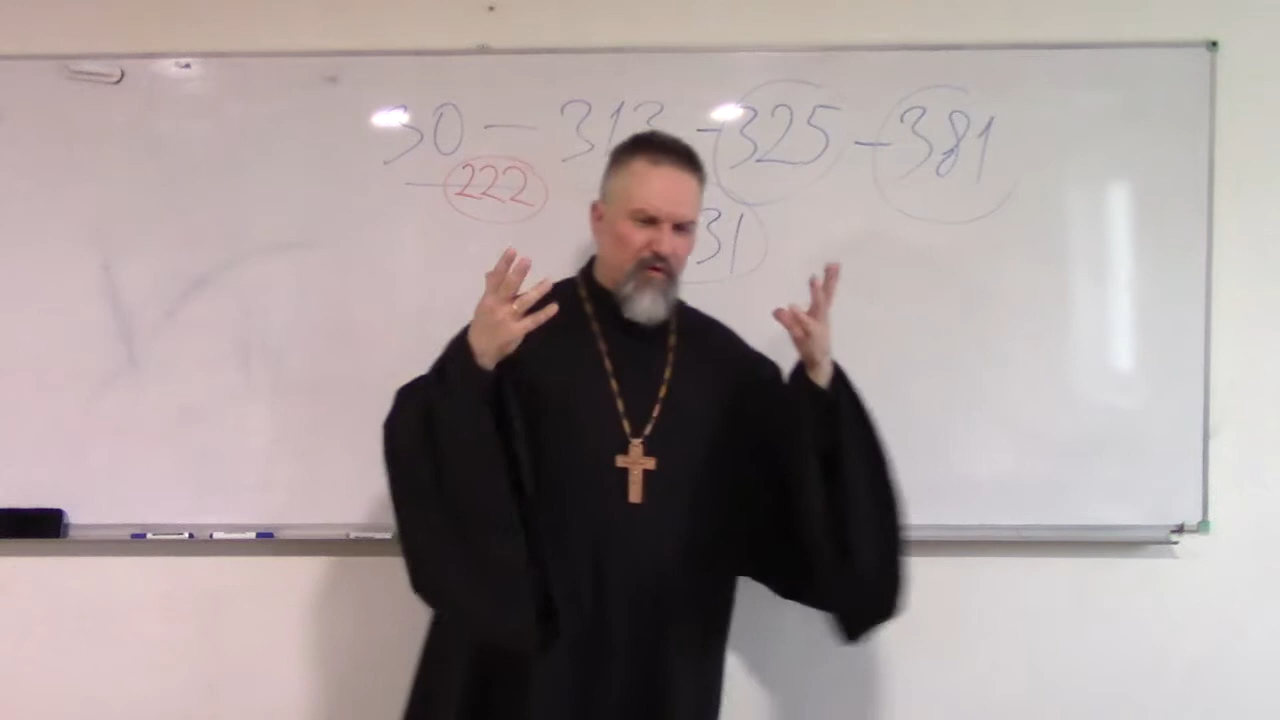 30 — 313 — 325 — 381
— 222 31